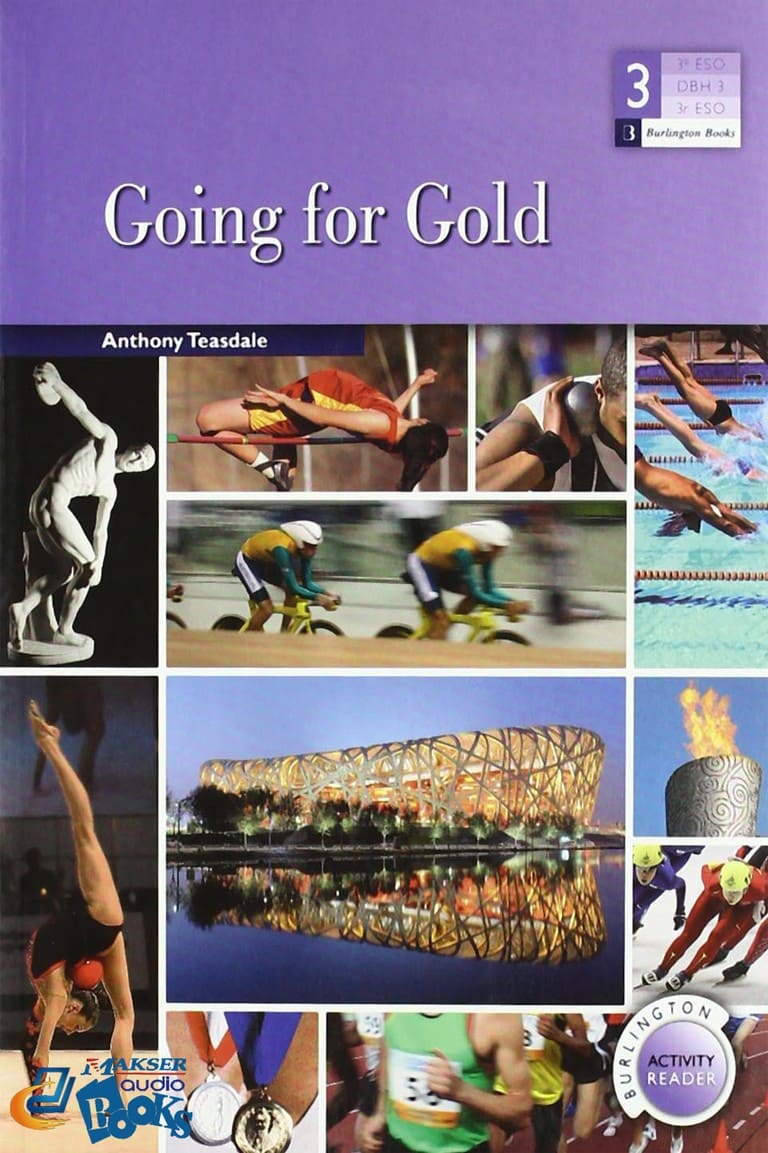 3
3º ESO
DBH 3
3r ESO
B Burlington Books
Going for Gold
Anthony Teasdale
BURLINGTON
ACTIVITY
READER
MAKSER
audio
BOOKS